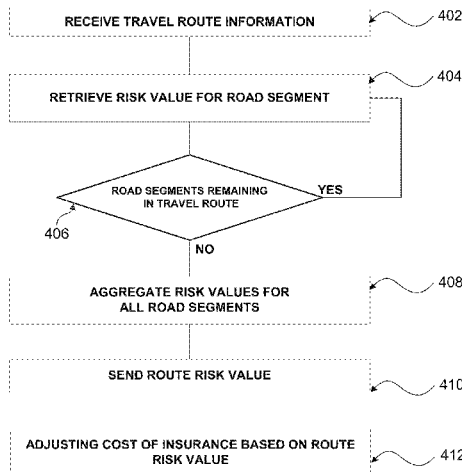 RECEIVE TRAVEL ROUTE INFORMATION
402
404
RETRIEVE RISK VALUE FOR ROAD SEGMENT
ROAD SEGMENTS REMAINING
IN TRAVEL ROUTE
YES
406
NO
408
AGGREGATE RISK VALUES FOR
ALL ROAD SEGMENTS
SEND ROUTE RISK VALUE
410
ADJUSTING COST OF INSURANCE BASED ON ROUTE
RISK VALUE
412